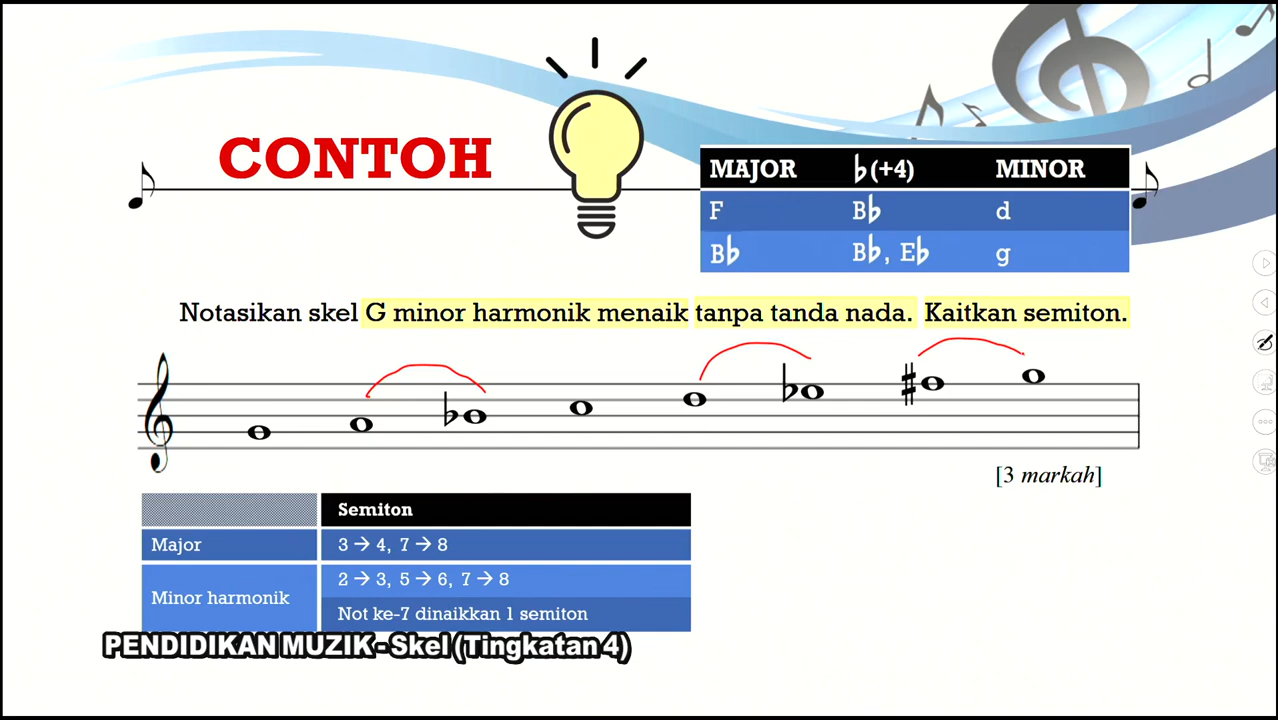 CONTOH
MAJOR ♭(+4) MINOR
F B♭ d
B♭ B♭, E♭ g
Notasikan skel G minor harmonik menaik tanpa tanda nada. Kaitkan semiton.
[3 markah]
Semiton
Major 3 → 4, 7 → 8
Minor harmonik 2 → 3, 5 → 6, 7 → 8
Not ke-7 dinaikkan 1 semiton
PENDIDIKAN MUZIK - Skel (Tingkatan 4)